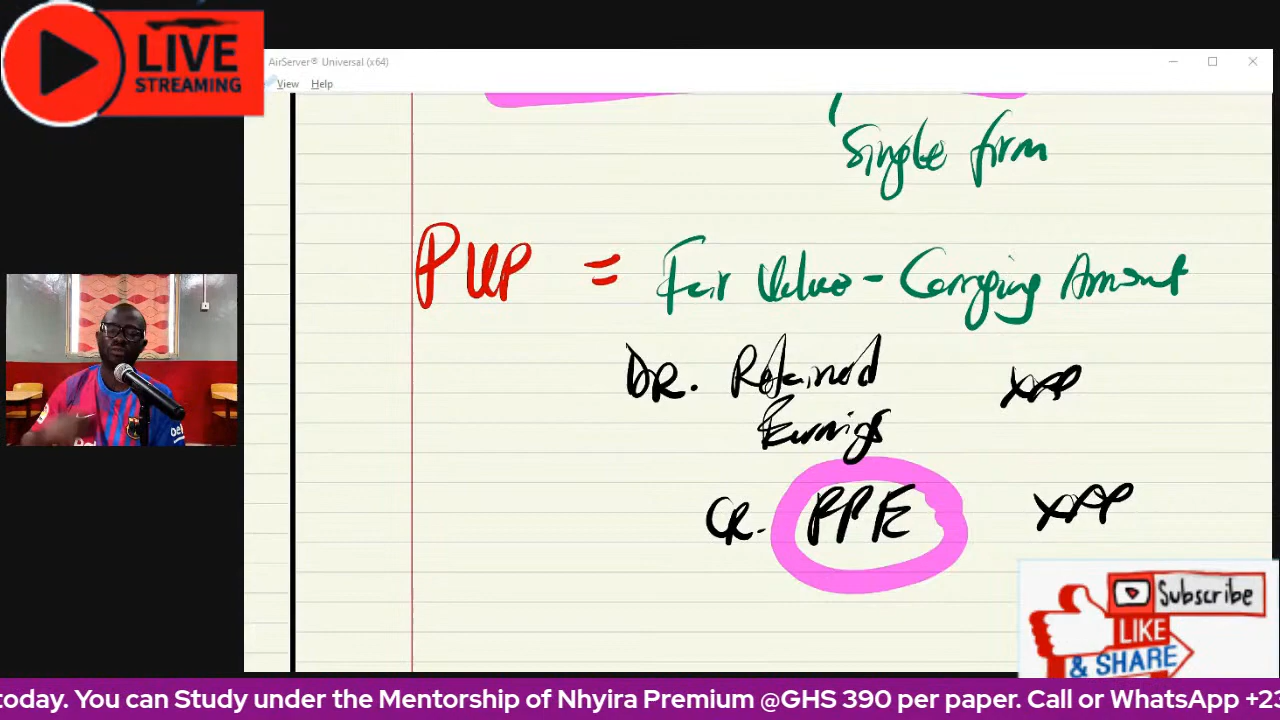 LIVE
STREAMING
AirServer® Universal (x64)
View Help
Single firm
PUP = Fair Value - Carrying Amount
DR. Retained
Earnings
CR. PPE
Subscribe
LIKE
& SHARE
today. You can Study under the Mentorship of Nhyira Premium @GHS 390 per paper. Call or WhatsApp +23